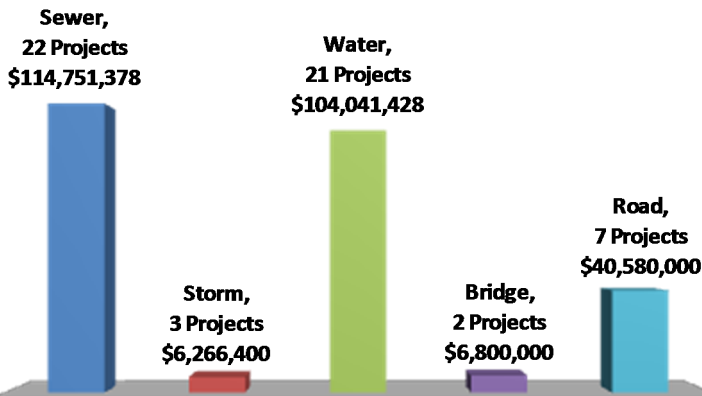 Sewer,
22 Projects
$114,751,378
Storm,
3 Projects
$6,266,400
Water,
21 Projects
$104,041,428
Bridge,
2 Projects
$6,800,000
Road,
7 Projects
$40,580,000